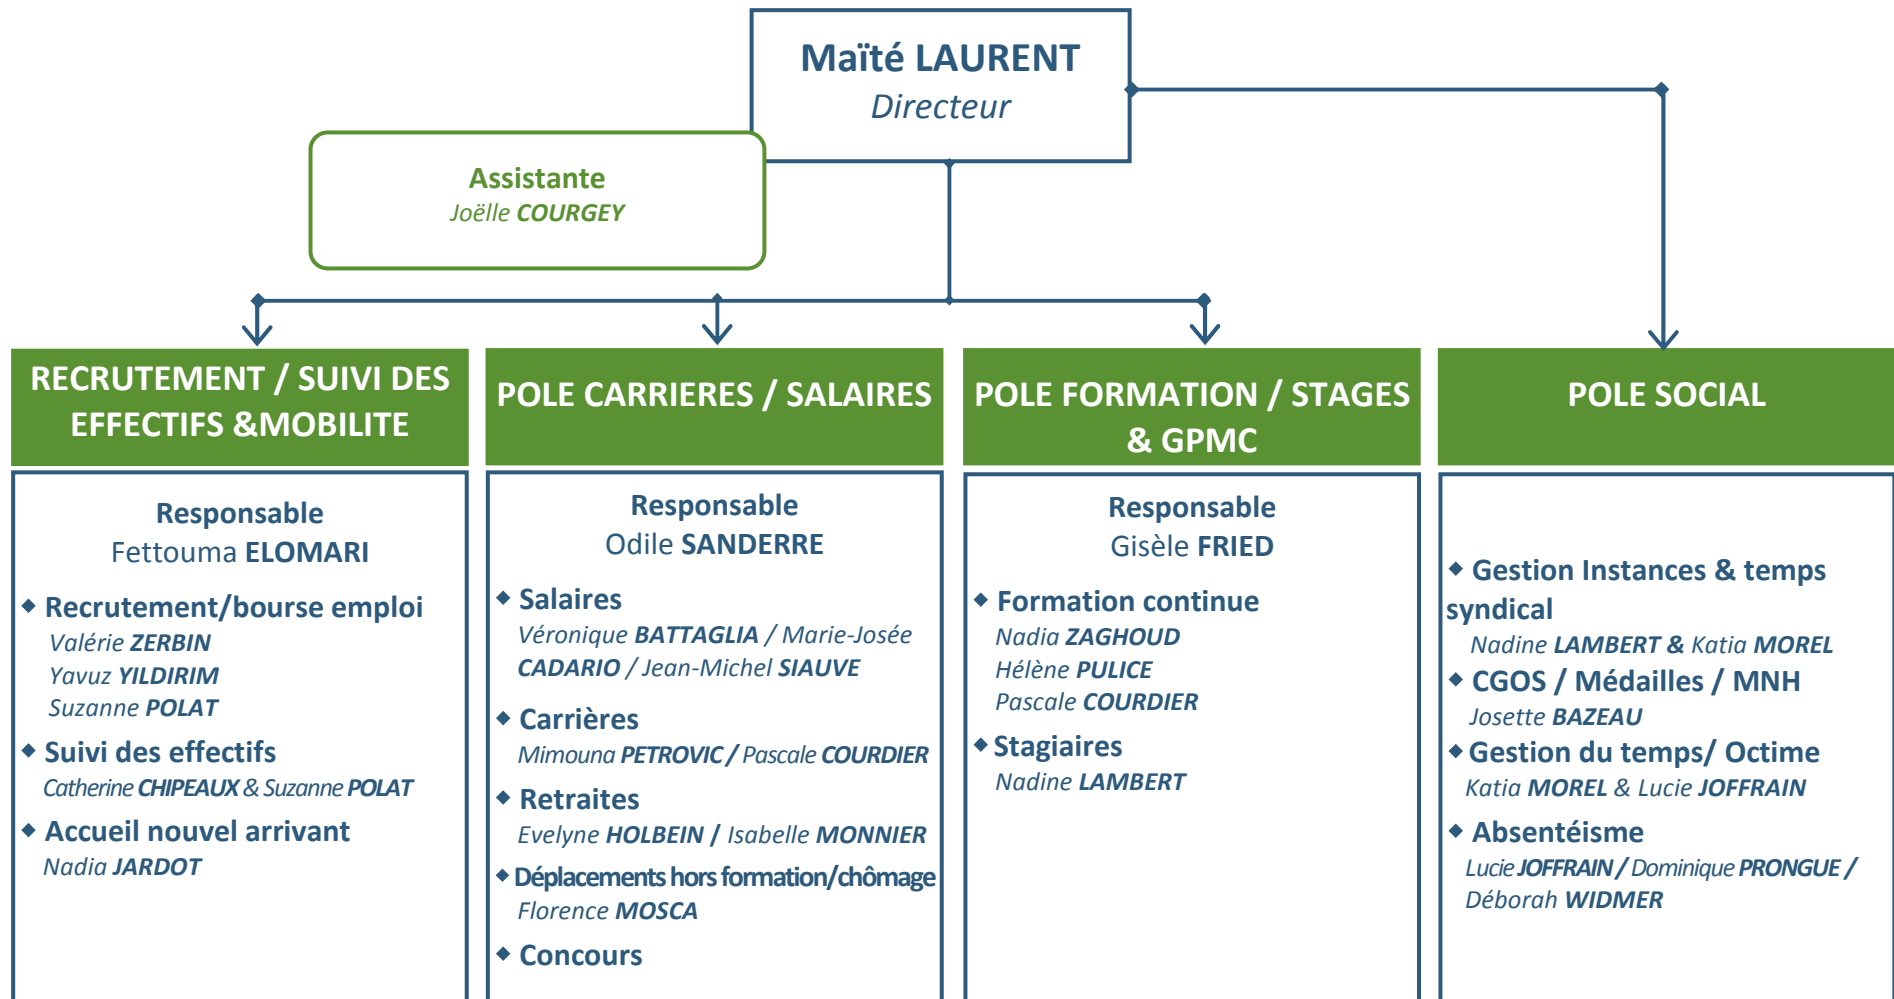 Maïté LAURENT
Directeur
Assistante
Joëlle COURGEY
RECRUTEMENT / SUIVI DES
EFFECTIFS &MOBILITE
Responsable
Fettouma ELOMARI
◆ Recrutement/bourse emploi
Valérie ZERBIN
Yavuz YILDIRIM
Suzanne POLAT
◆ Suivi des effectifs
Catherine CHIPEAUX & Suzanne POLAT
◆ Accueil nouvel arrivant
Nadia JARDOT
POLE CARRIERES / SALAIRES
Responsable
Odile SANDERRE
◆ Salaires
Véronique BATTAGLIA / Marie-Josée
CADARIO / Jean-Michel SIAUVE
◆ Carrières
Mimouna PETROVIC / Pascale COURDIER
◆ Retraites
Evelyne HOLBEIN / Isabelle MONNIER
◆ Déplacements hors formation/chômage
Florence MOSCA
◆ Concours
POLE FORMATION / STAGES
& GPMC
Responsable
Gisèle FRIED
◆ Formation continue
Nadia ZAGHOUD
Hélène PULICE
Pascale COURDIER
◆ Stagiaires
Nadine LAMBERT
POLE SOCIAL
◆ Gestion Instances & temps
syndical
Nadine LAMBERT & Katia MOREL
◆ CGOS / Médailles / MNH
Josette BAZEAU
◆ Gestion du temps/ Octime
Katia MOREL & Lucie JOFFRAIN
◆ Absentéisme
Lucie JOFFRAIN / Dominique PRONGUE /
Déborah WIDMER